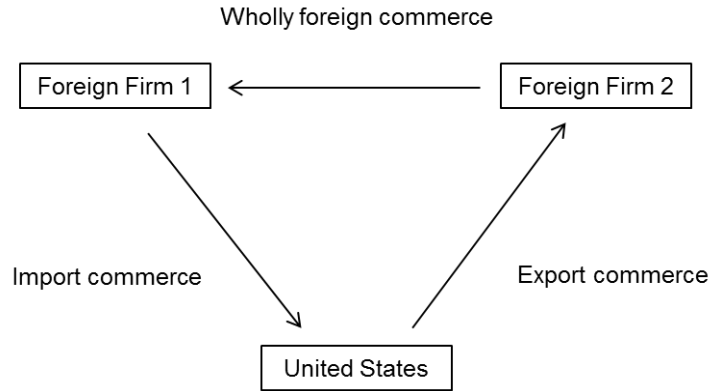 Wholly foreign commerce
Foreign Firm 1
Foreign Firm 2
Import commerce
Export commerce
United States